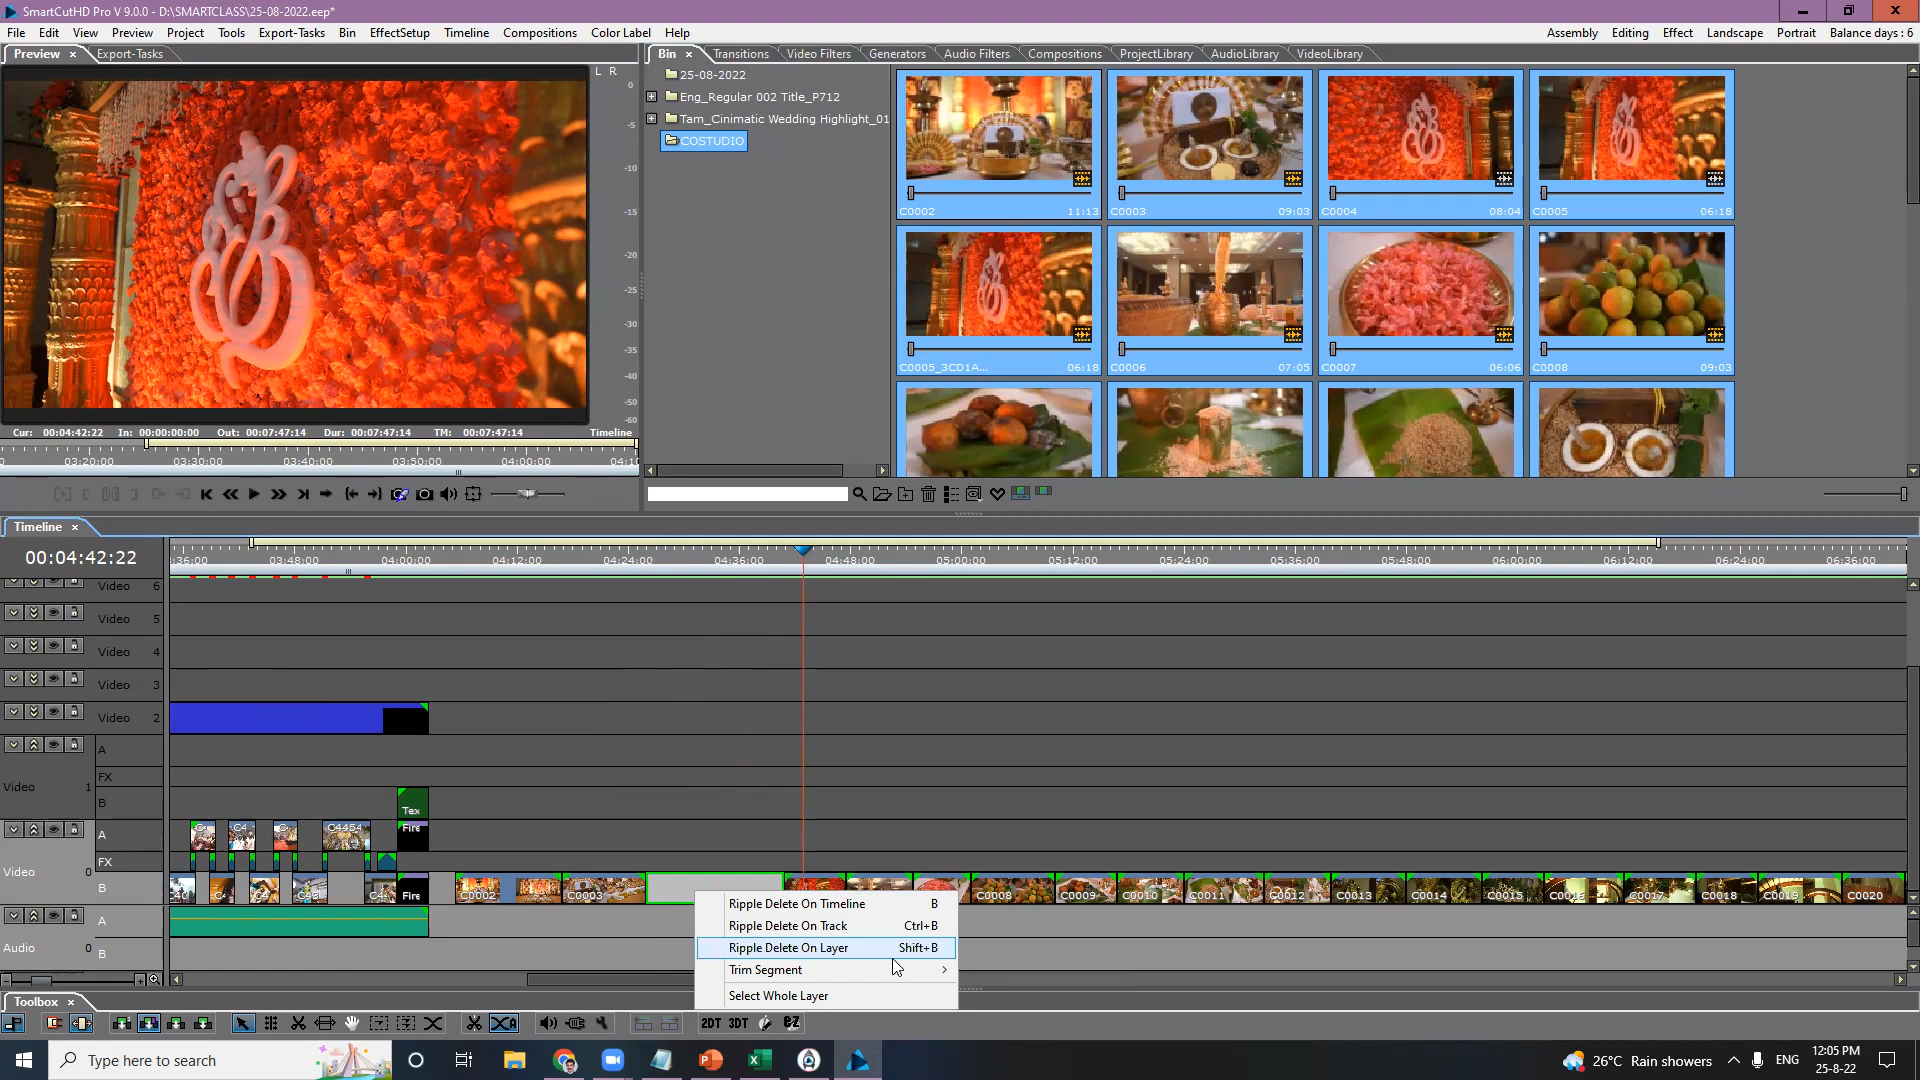 SmartCutHD Pro V 9.0.0 - D:\SMARTCLASS\25-08-2022.eep*
File Edit View Preview Project Tools Export-Tasks Bin EffectSetup Timeline Compositions Color Label Help
Assembly Editing Effect Landscape Portrait Balance days : 6
Preview × Export-Tasks
Bin × Transitions Video Filters Generators Audio Filters Compositions ProjectLibrary AudioLibrary VideoLibrary
L R
0
-5
-10
-15
-20
-25
-30
-35
-40
-50
-60
25-08-2022
Eng_Regular 002 Title_P712
Tam_Cinimatic Wedding Highlight_01
COSTUDIO
C0002 11:13
C0003 09:03
C0004 08:04
C0005 06:18
C0005_3CD1A... 06:18
C0006 07:05
C0007 06:06
C0008 09:03
Cur: 00:04:42:22 In: 00:00:00:00 Out: 00:07:47:14 Dur: 00:07:47:14 TM: 00:07:47:14 Timeline
03:20:00 03:30:00 03:40:00 03:50:00 04:00:00 04:10
Timeline ×
00:04:42:22
:36:00 03:48:00 04:00:00 04:12:00 04:24:00 04:36:00 04:48:00 05:00:00 05:12:00 05:24:00 05:36:00 05:48:00 06:00:00 06:12:00 06:24:00 06:36:00
Video 6
Video 5
Video 4
Video 3
Video 2
A
FX
Video 1
B
Tex
A
C4454
Fire
FX
Video 0
B
Fire
C0002 C0003 C0008 C0009 C0010 C0011 C0012 C0013 C0014 C0015 C0016 C0017 C0018 C0019 C0020
A
Audio 0
B
Ripple Delete On Timeline B
Ripple Delete On Track Ctrl+B
Ripple Delete On Layer Shift+B
Trim Segment
Select Whole Layer
Toolbox ×
2DT 3DT
Type here to search
26°C Rain showers
ENG
12:05 PM
25-8-22